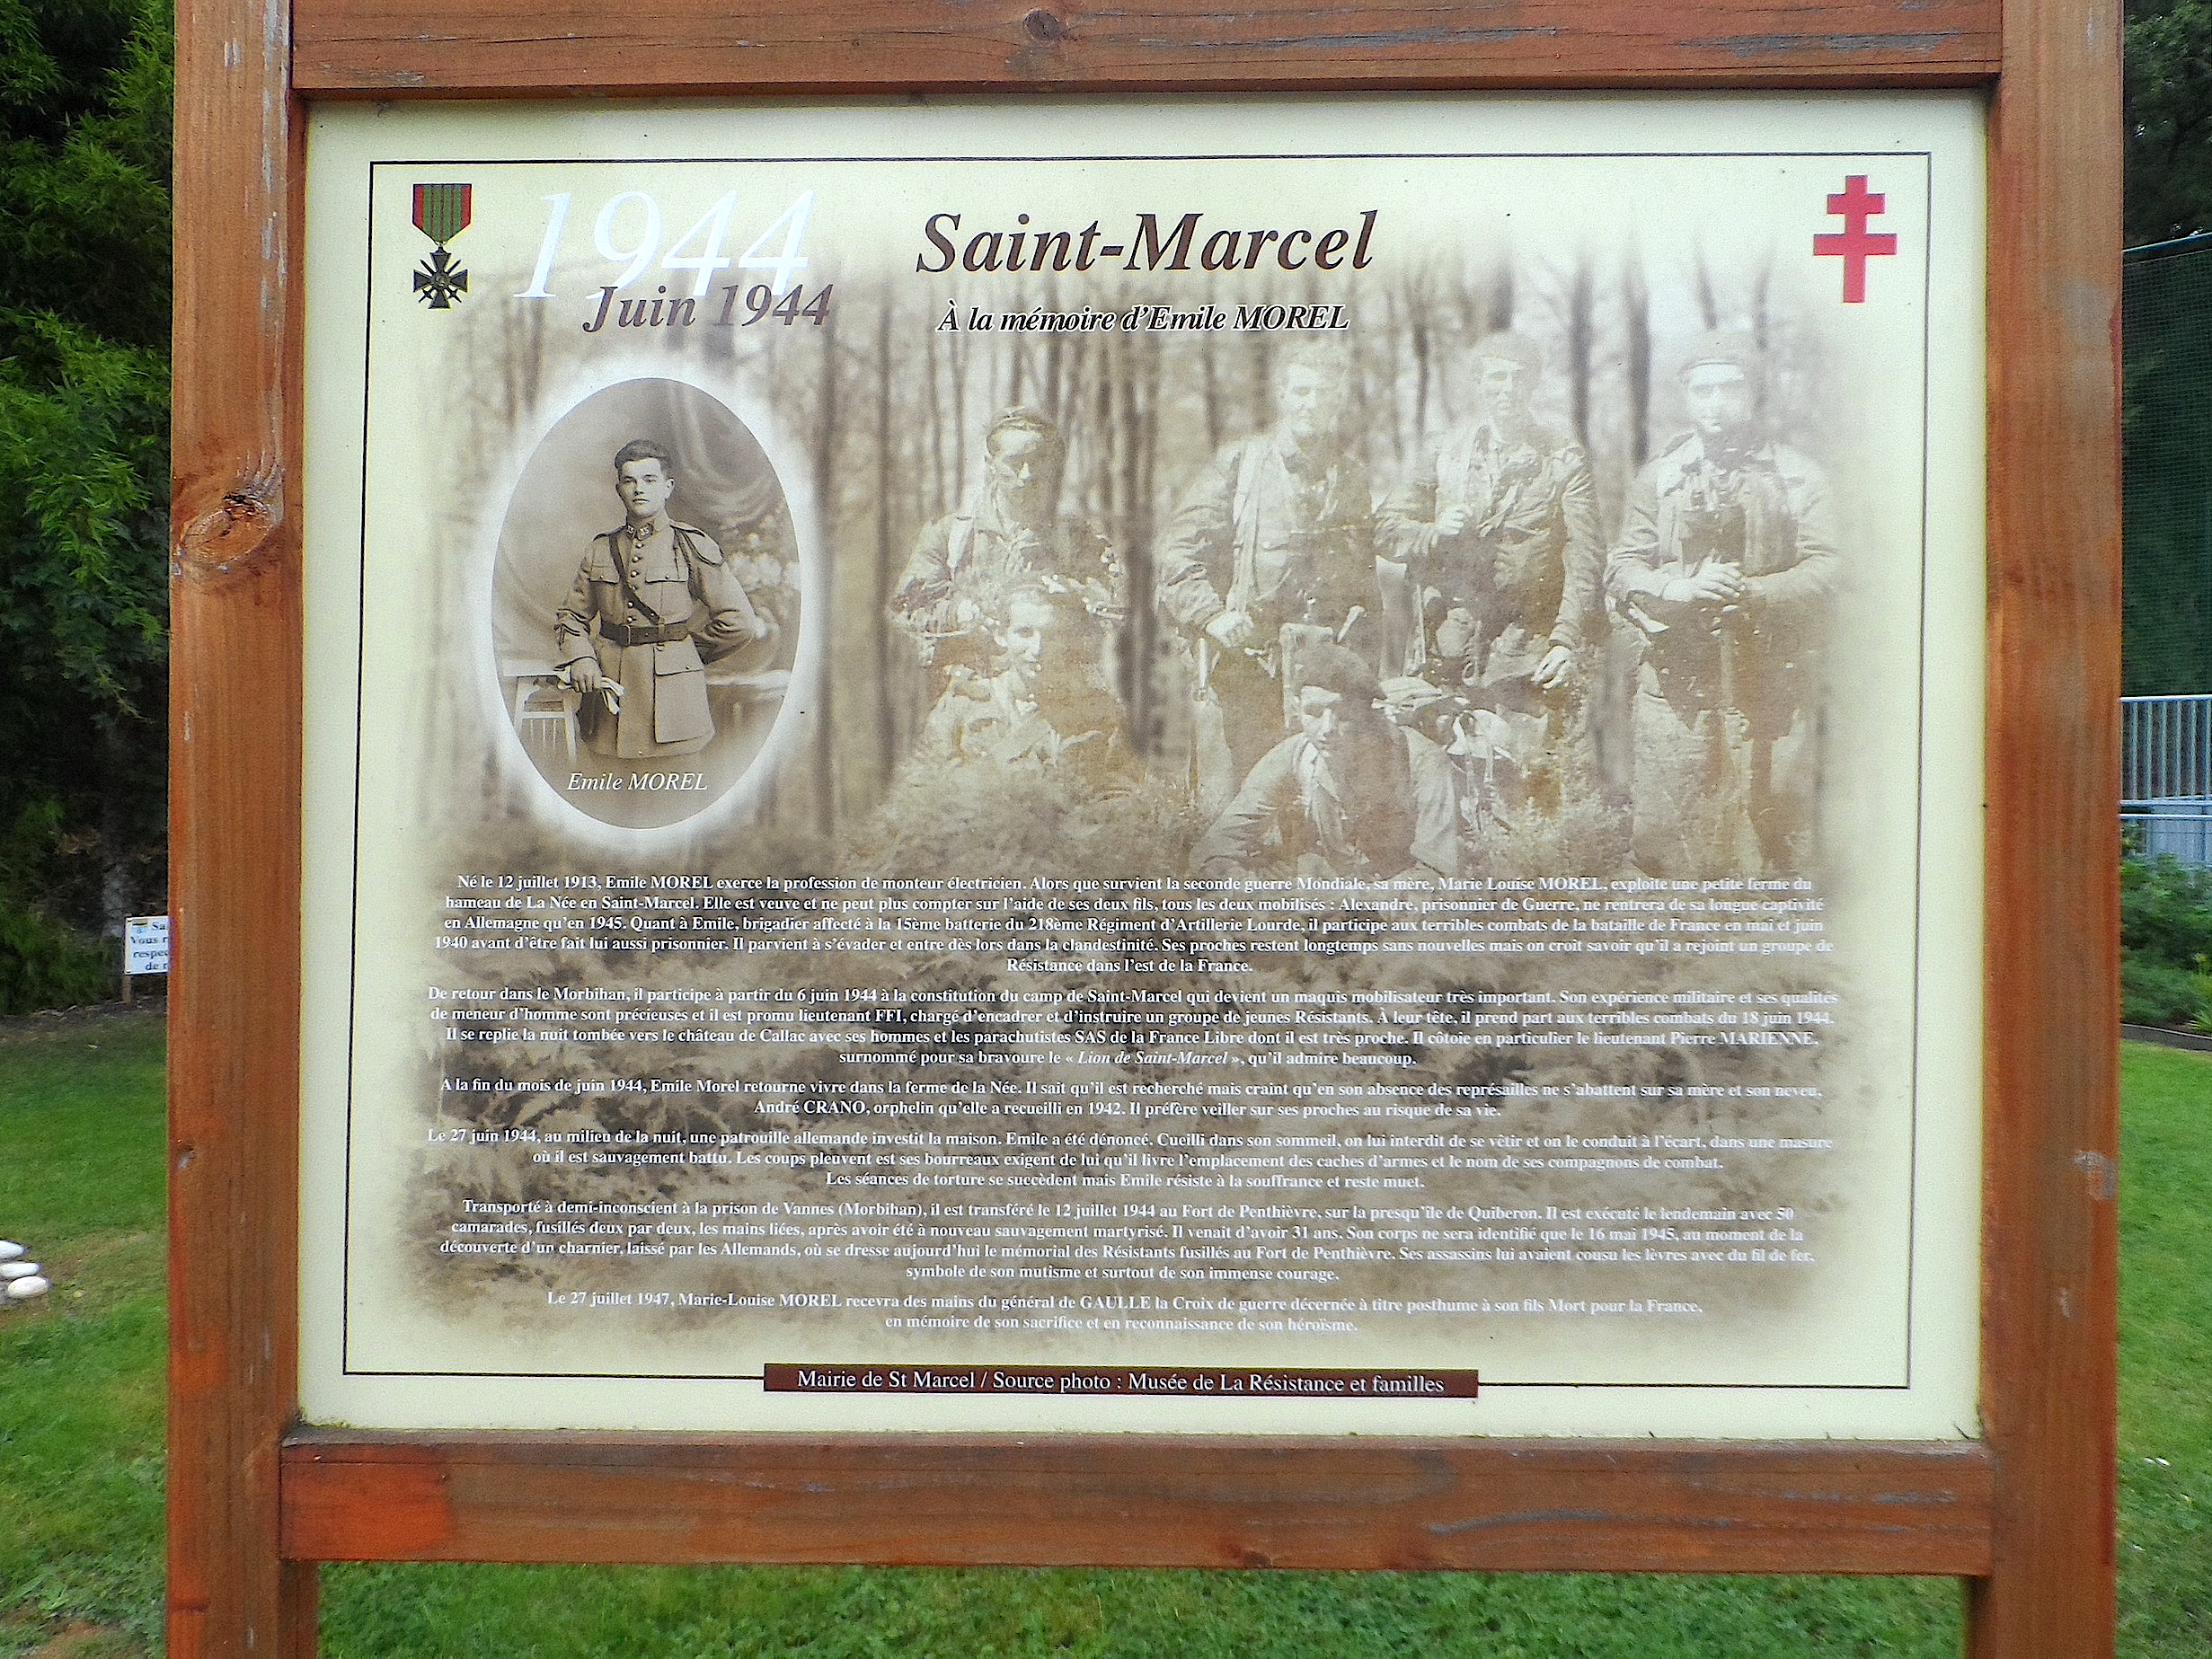 1944
Juin 1944
Saint-Marcel
À la mémoire d'Emile MOREL
Emile MOREL
Né le 12 juillet 1913, Emile MOREL exerce la profession de monteur électricien. Alors que survient la seconde guerre Mondiale, sa mère, Marie Louise MOREL, exploite une petite ferme du
hameau de La Née en Saint-Marcel. Elle est veuve et ne peut plus compter sur l'aide de ses deux fils, tous les deux mobilisés : Alexandre, prisonnier de Guerre, ne rentrera de sa longue captivité
en Allemagne qu'en 1945. Quant à Emile, brigadier affecté à la 15ème batterie du 218ème Régiment d'Artillerie Lourde, il participe aux terribles combats de la bataille de France en mai et juin
1940 avant d'être fait lui aussi prisonnier. Il parvient à s'évader et entre dès lors dans la clandestinité. Ses proches restent longtemps sans nouvelles mais on croit savoir qu'il a rejoint un groupe de
Résistance dans l'est de la France.
De retour dans le Morbihan, il participe à partir du 6 juin 1944 à la constitution du camp de Saint-Marcel qui devient un maquis mobilisateur très important. Son expérience militaire et ses qualités
de meneur d'homme sont précieuses et il est promu lieutenant FFI, chargé d'encadrer et d'instruire un groupe de jeunes Résistants. À leur tête, il prend part aux terribles combats du 18 juin 1944.
Il se replie la nuit tombée vers le château de Callac avec ses hommes et les parachutistes SAS de la France Libre dont il est très proche. Il côtoie en particulier le lieutenant Pierre MARIENNE,
surnommé pour sa bravoure le « Lion de Saint-Marcel », qu'il admire beaucoup.
A la fin du mois de juin 1944, Emile Morel retourne vivre dans la ferme de la Née. Il sait qu'il est recherché mais craint qu'en son absence des représailles ne s'abattent sur sa mère et son neveu,
André CRANO, orphelin qu'elle a recueilli en 1942. Il préfère veiller sur ses proches au risque de sa vie.
Le 27 juin 1944, au milieu de la nuit, une patrouille allemande investit la maison. Emile a été dénoncé. Cueilli dans son sommeil, on lui interdit de se vêtir et on le conduit à l'écart, dans une masure
où il est sauvagement battu. Les coups pleuvent est ses bourreaux exigent de lui qu'il livre l'emplacement des caches d'armes et le nom de ses compagnons de combat.
Les séances de torture se succèdent mais Emile résiste à la souffrance et reste muet.
Transporté à demi-inconscient à la prison de Vannes (Morbihan), il est transféré le 12 juillet 1944 au Fort de Penthièvre, sur la presqu'île de Quiberon. Il est exécuté le lendemain avec 50
camarades, fusillés deux par deux, les mains liées, après avoir été à nouveau sauvagement martyrisé. Il venait d'avoir 31 ans. Son corps ne sera identifié que le 16 mai 1945, au moment de la
découverte d'un charnier, laissé par les Allemands, où se dresse aujourd'hui le mémorial des Résistants fusillés au Fort de Penthièvre. Ses assassins lui avaient cousu les lèvres avec du fil de fer,
symbole de son mutisme et surtout de son immense courage.
Le 27 juillet 1947, Marie-Louise MOREL recevra des mains du général de GAULLE la Croix de guerre décernée à titre posthume à son fils Mort pour la France,
en mémoire de son sacrifice et en reconnaissance de son héroïsme.
Mairie de St Marcel / Source photo : Musée de La Résistance et familles
Vous
de